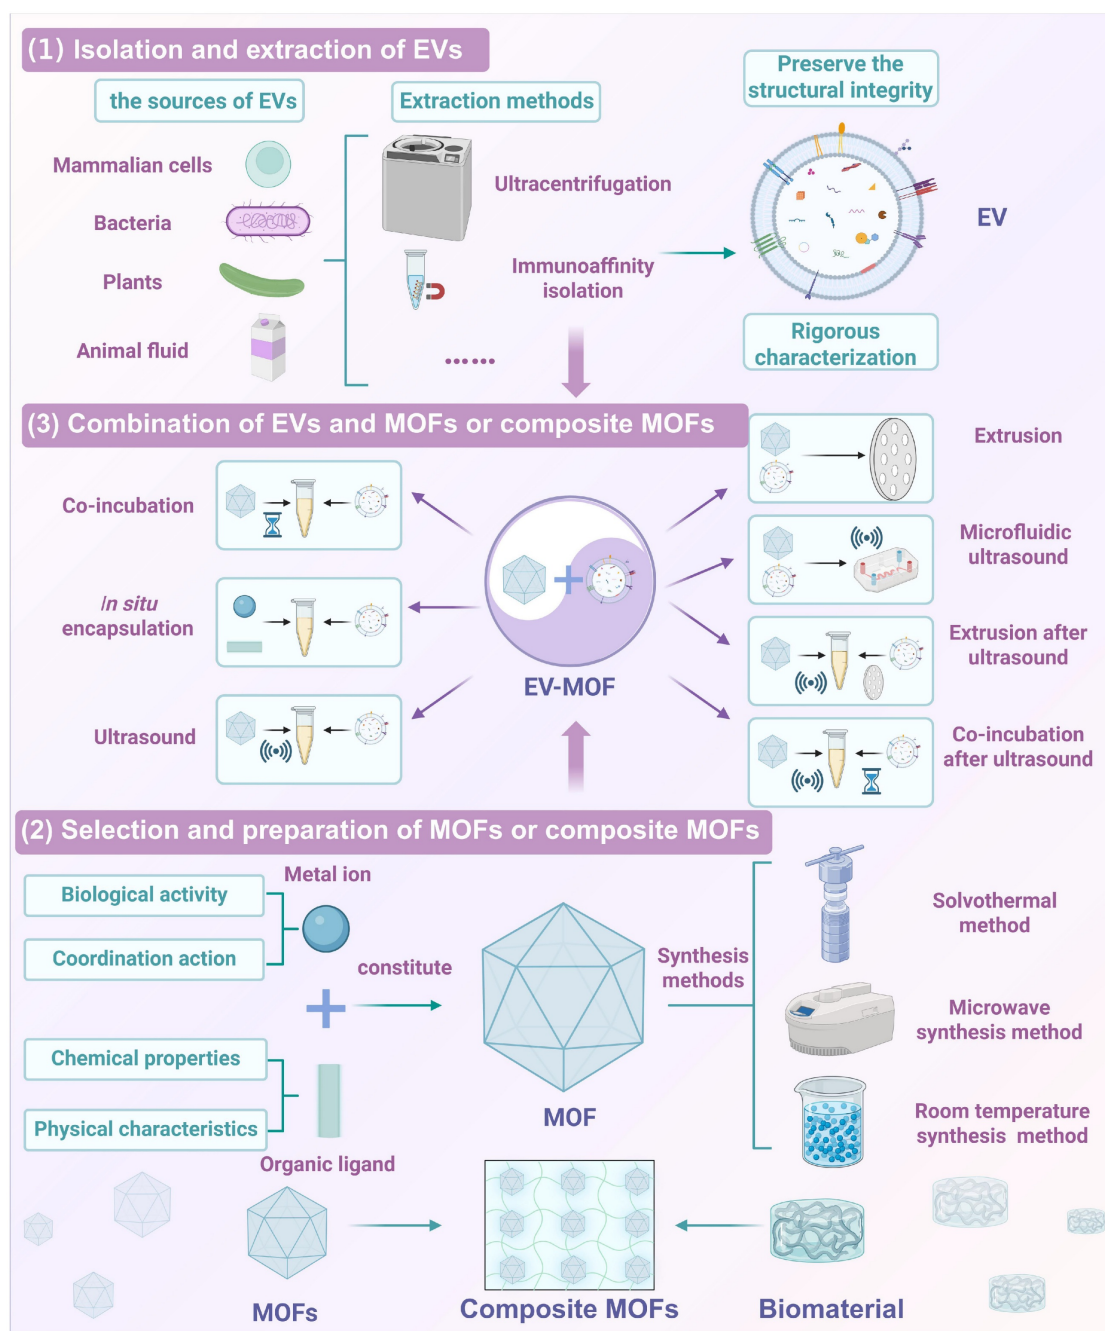 (1) Isolation and extraction of EVs
the sources of EVs
Extraction methods
Preserve the
structural integrity
Mammalian cells
Bacteria
Plants
Animal fluid
Ultracentrifugation
Immunoaffinity
isolation
......
EV
Rigorous
characterization
(3) Combination of EVs and MOFs or composite MOFs
Co-incubation
In situ
encapsulation
Ultrasound
EV-MOF
Extrusion
Microfluidic
ultrasound
Extrusion after
ultrasound
Co-incubation
after ultrasound
(2) Selection and preparation of MOFs or composite MOFs
Biological activity
Coordination action
Metal ion
constitute
Chemical properties
Physical characteristics
Organic ligand
MOF
Synthesis
methods
Solvothermal
method
Microwave
synthesis method
Room temperature
synthesis method
MOFs
Composite MOFs
Biomaterial